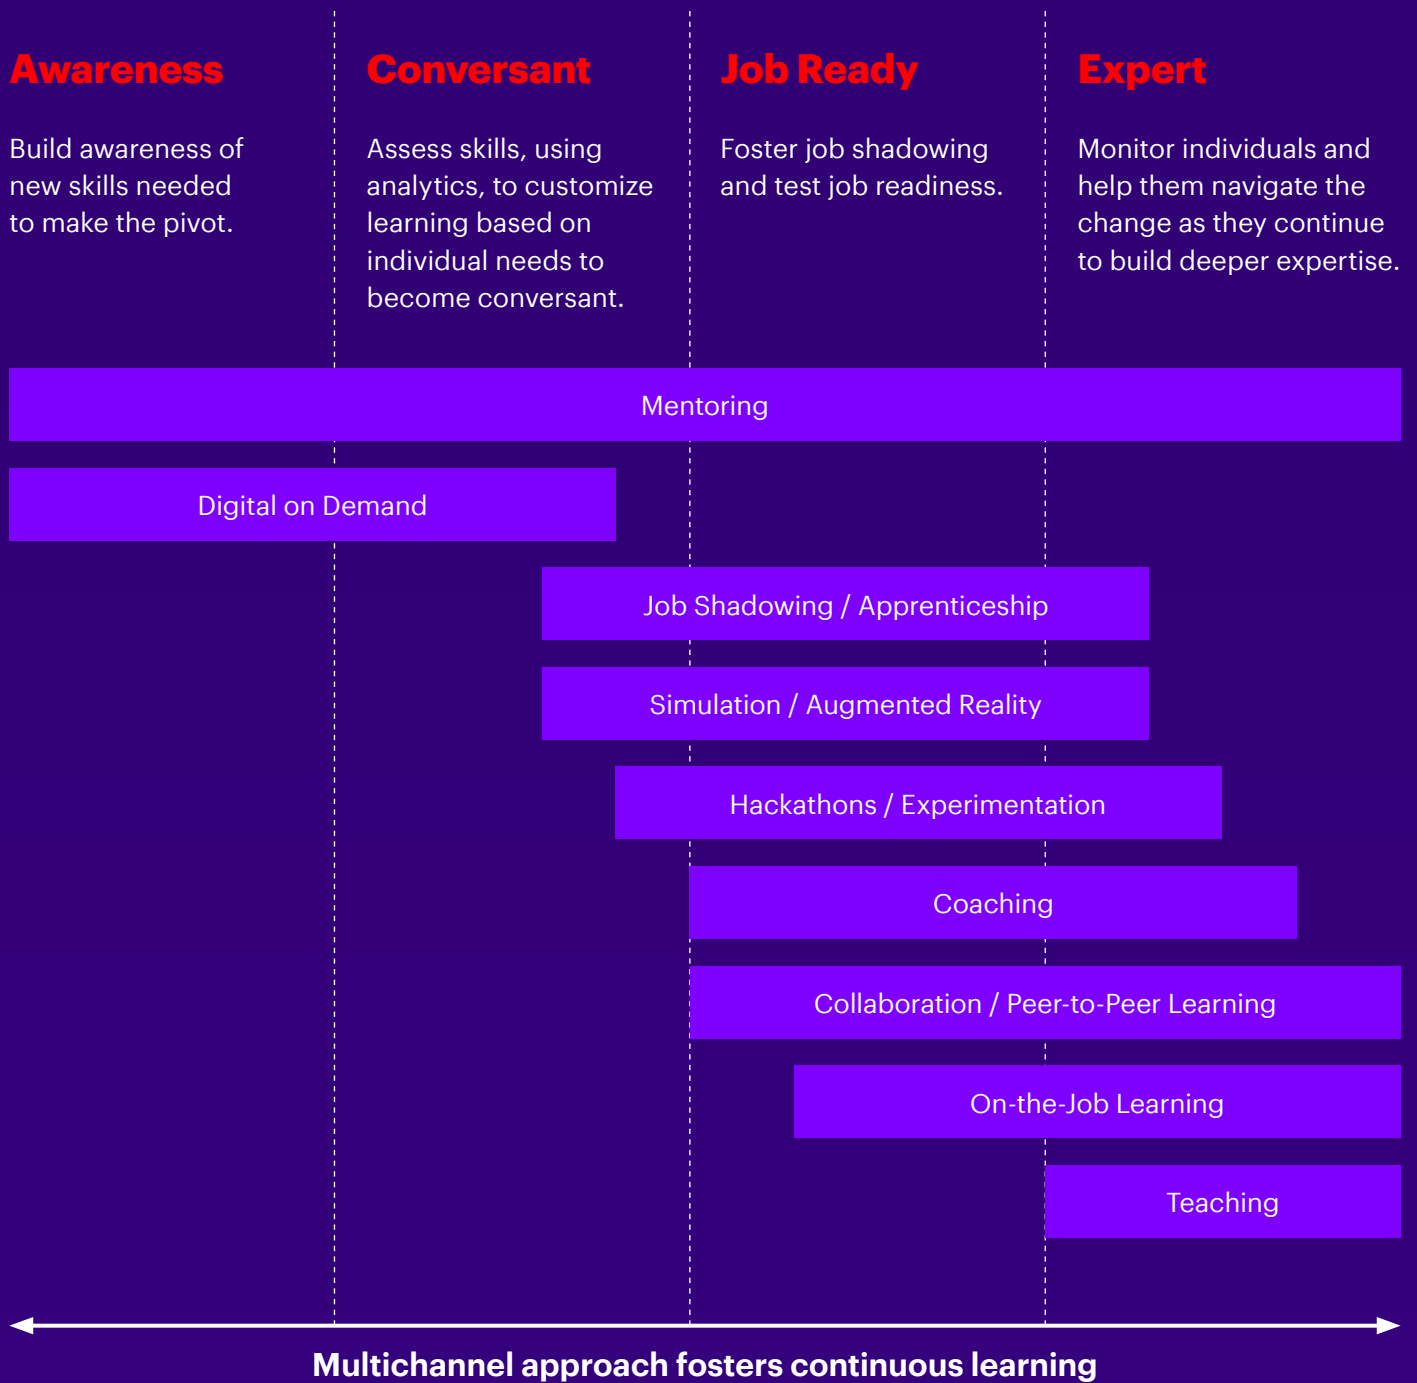 Awareness
Build awareness of
new skills needed
to make the pivot.
Conversant
Assess skills, using
analytics, to customize
learning based on
individual needs to
become conversant.
Job Ready
Foster job shadowing
and test job readiness.
Expert
Monitor individuals and
help them navigate the
change as they continue
to build deeper expertise.
Mentoring
Digital on Demand
Job Shadowing / Apprenticeship
Simulation / Augmented Reality
Hackathons / Experimentation
Coaching
Collaboration / Peer-to-Peer Learning
On-the-Job Learning
Teaching
Multichannel approach fosters continuous learning